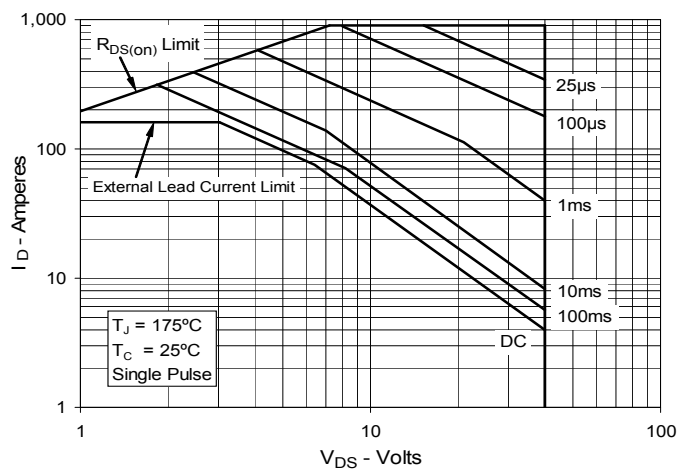 1,000
R_DS(on) Limit
25µs
100µs
100
External Lead Current Limit
1ms
I_D - Amperes
10
10ms
T_J = 175ºC
100ms
T_C = 25ºC
DC
Single Pulse
1
1
10
100
V_DS - Volts